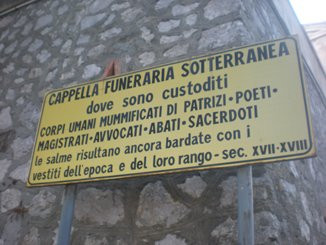 CAPPELLA FUNERARIA SOTTERRANEA
dove sono custoditi
CORPI UMANI MUMMIFICATI DI PATRIZI•POETI•
MAGISTRATI•AVVOCATI•ABATI•SACERDOTI
le salme risultano ancora bardate con i
vestiti dell'epoca e del loro rango - sec. XVII-XVIII